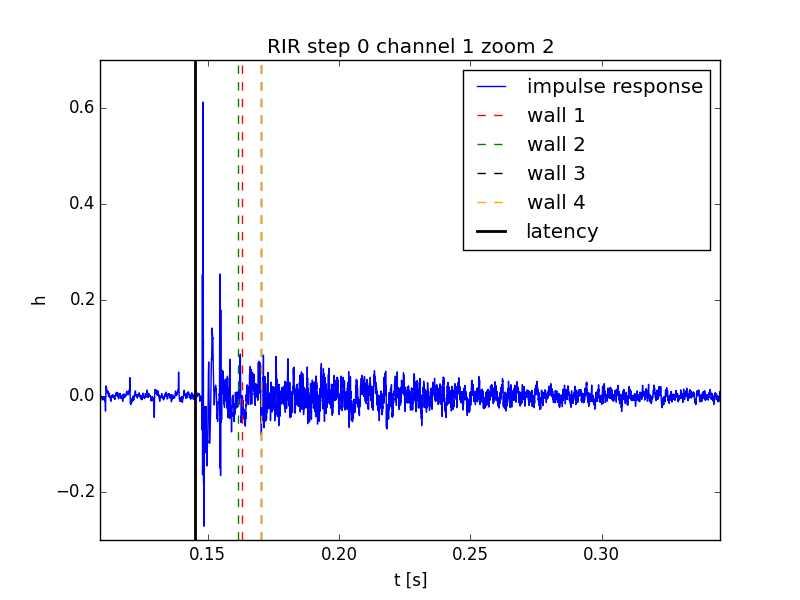 RIR step 0 channel 1 zoom 2
impulse response
wall 1
wall 2
wall 3
wall 4
latency
0.6
0.4
0.2
0.0
−0.2
h
0.15 0.20 0.25 0.30
t [s]